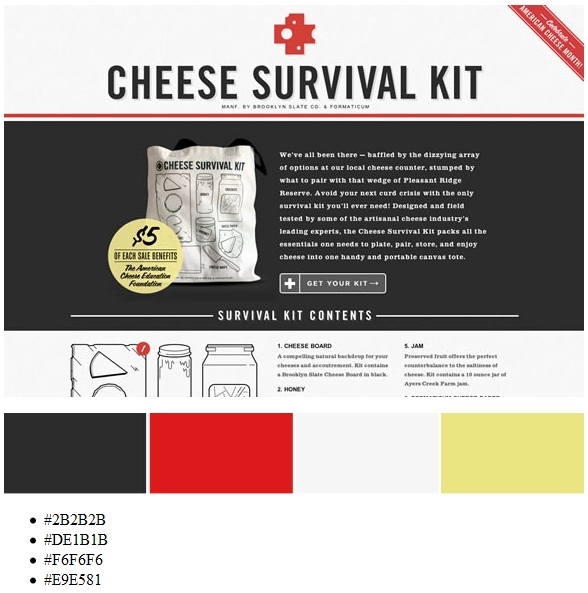 Celebrate
AMERICAN CHEESE MONTH!
CHEESE SURVIVAL KIT
MANF. BY BROOKLYN SLATE CO. & FORMATICUM
CHEESE SURVIVAL KIT
We've all been there — baffled by the dizzying array
of options at our local cheese counter, stumped by
what to pair with that wedge of Pleasant Ridge
Reserve. Avoid your next curd crisis with the only
survival kit you'll ever need! Designed and field
tested by some of the artisanal cheese industry's
leading experts, the Cheese Survival Kit packs all the
essentials one needs to plate, pair, store, and enjoy
cheese into one handy and portable canvas tote.
$5
OF EACH SALE BENEFITS
The American
Cheese Education
Foundation
GET YOUR KIT→
SURVIVAL KIT CONTENTS
1
1. CHEESE BOARD
A compelling natural backdrop for your
cheeses and accoutrement. Kit contains
a Brooklyn Slate Cheese Board in black.
2. HONEY
5. JAM
Preserved fruit offers the perfect
counterbalance to the saltiness of
cheese. Kit contains a 10 ounce jar of
Ayers Creek Farm jam.
#2B2B2B
#DE1B1B
#F6F6F6
#E9E581